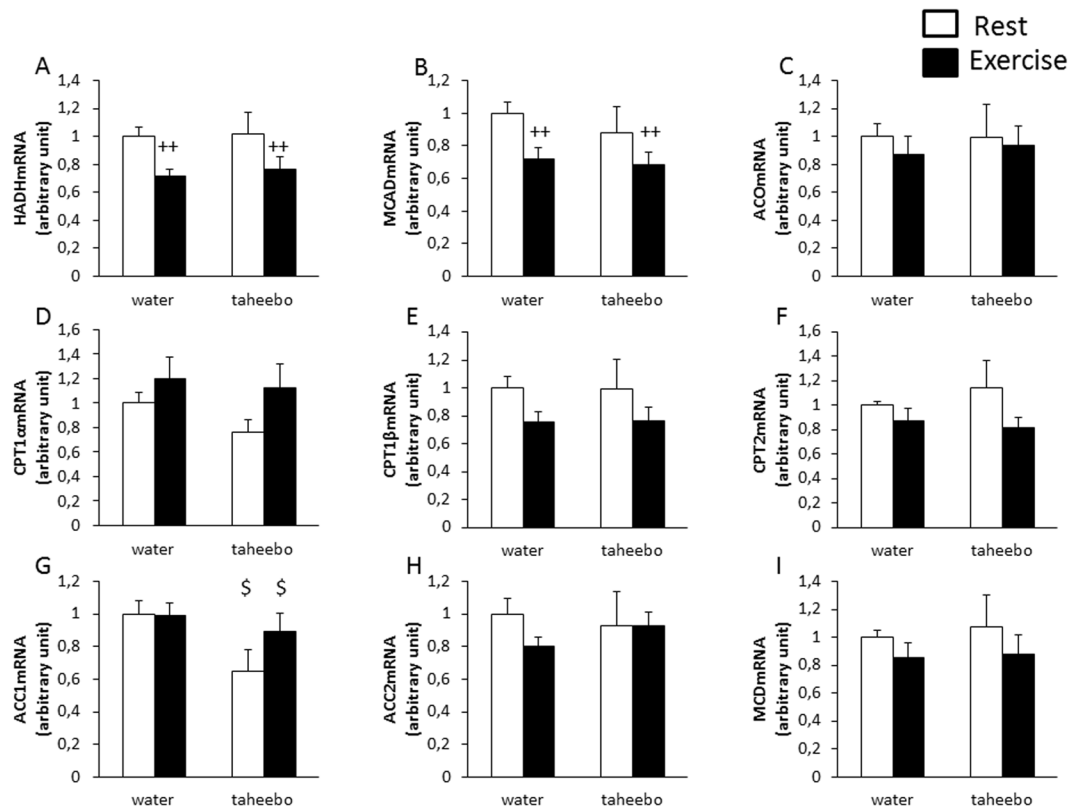 Rest
Exercise
A
HADHmRNA
(arbitrary unit)
1,4
1,2
1
0,8
0,6
0,4
0,2
0
++
++
water
taheebo
B
MCADmRNA
(arbitrary unit)
1,2
1
0,8
0,6
0,4
0,2
0
++
++
water
taheebo
C
ACOmRNA
(arbitrary unit)
1,4
1,2
1
0,8
0,6
0,4
0,2
0
water
taheebo
D
CPT1αmRNA
(arbitrary unit)
1,6
1,4
1,2
1
0,8
0,6
0,4
0,2
0
water
taheebo
E
CPT1βmRNA
(arbitrary unit)
1,4
1,2
1
0,8
0,6
0,4
0,2
0
water
taheebo
F
CPT2mRNA
(arbitrary unit)
1,6
1,4
1,2
1
0,8
0,6
0,4
0,2
0
water
taheebo
G
ACC1mRNA
(arbitrary unit)
1,2
1
0,8
0,6
0,4
0,2
0
$ $
water
taheebo
H
ACC2mRNA
(arbitrary unit)
1,2
1
0,8
0,6
0,4
0,2
0
water
taheebo
I
MCDmRNA
(arbitrary unit)
1,4
1,2
1
0,8
0,6
0,4
0,2
0
water
taheebo